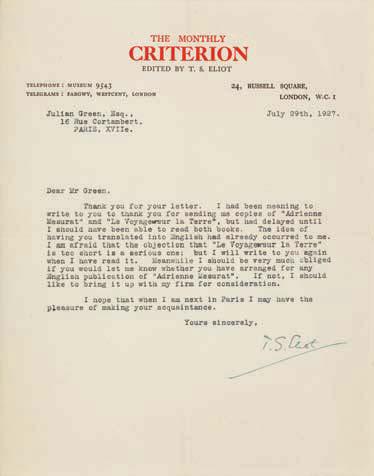 THE MONTHLY
CRITERION
EDITED BY T. S. ELIOT
TELEPHONE: MUSEUM 9543
TELEGRAMS: FABGWY, WESTCENT, LONDON
24, RUSSELL SQUARE,
LONDON, W.C. 1
Julian Green, Esq.,
16 Rue Cortambert.
PARIS, XVIIe.
July 29th, 1927.
Dear Mr Green,
Thank you for your letter. I had been meaning to
write to you to thank you for sending me copies of "Adrienne
Mesurat" and "Le Voyageur sur la Terre", but had delayed until
I should have been able to read both books. The idea of
having you translated into English had already occurred to me.
I am afraid that the objection that "Le Voyageur sur la Terre"
is too short is a serious one: but I will write to you again
when I have read it. Meanwhile I should be very much obliged
if you would let me know whether you have arranged for any
English publication of "Adrienne Mesurat". If not, I should
like to bring it up with my firm for consideration.
I hope that when I am next in Paris I may have the
pleasure of making your acquaintance.
Yours sincerely,
T. S. Eliot